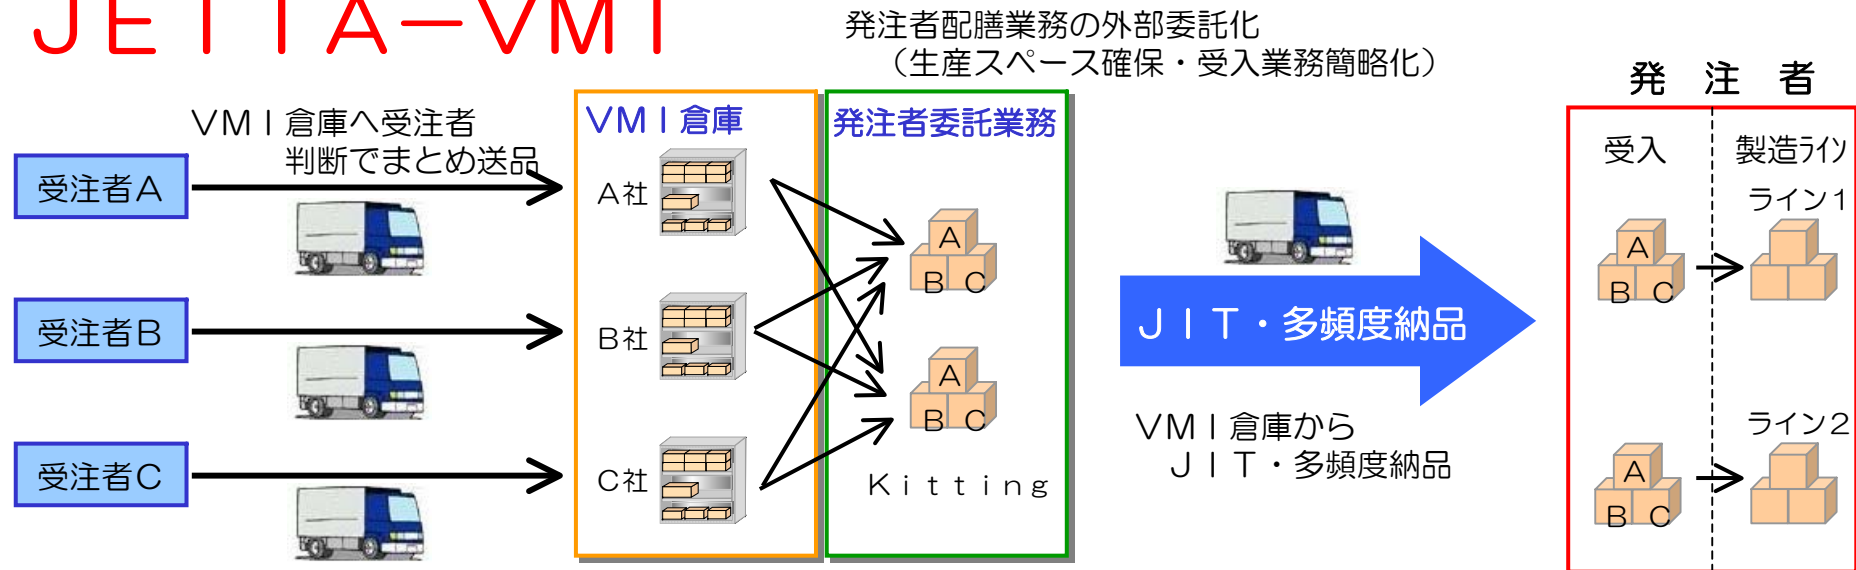 ＪＥＩＴＡ－ＶＭＩ
発注者配膳業務の外部委託化
（生産スペース確保・受入業務簡略化）
発　注　者
ＶＭＩ倉庫へ受注者
判断でまとめ送品
ＶＭＩ倉庫
発注者委託業務
受入
製造ﾗｲﾝ
受注者Ａ
Ａ社
Ａ
Ｂ Ｃ
ライン１
Ａ
Ｂ Ｃ
受注者Ｂ
Ｂ社
ＪＩＴ・多頻度納品
Ａ
Ｂ Ｃ
ＶＭＩ倉庫から
ＪＩＴ・多頻度納品
ライン２
受注者Ｃ
Ｃ社
Ｋｉｔｔｉｎｇ
Ａ
Ｂ Ｃ